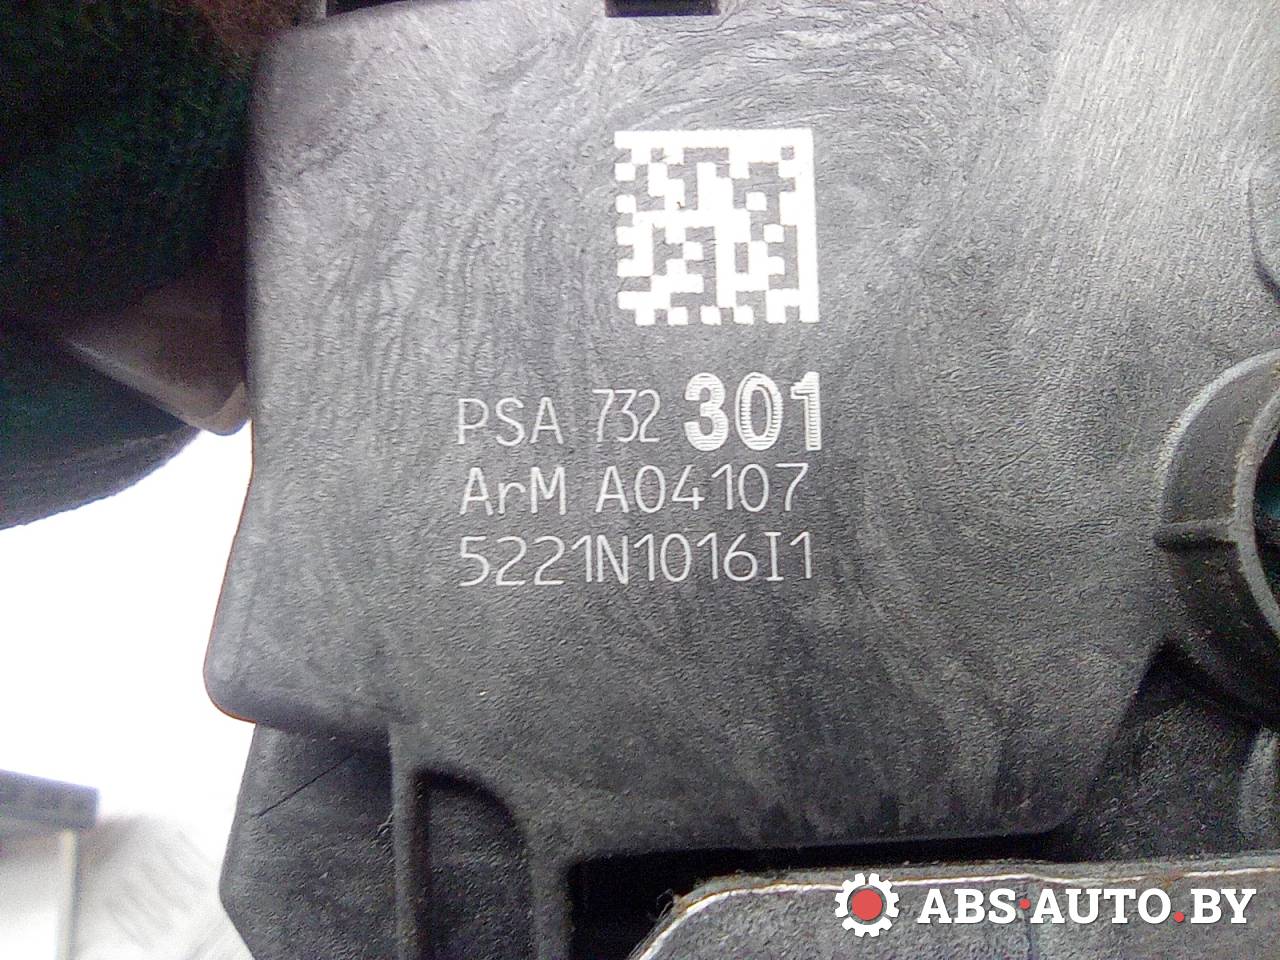 PSA 732 301
ArM A04107
5221N1016I1
ABS-AUTO.BY